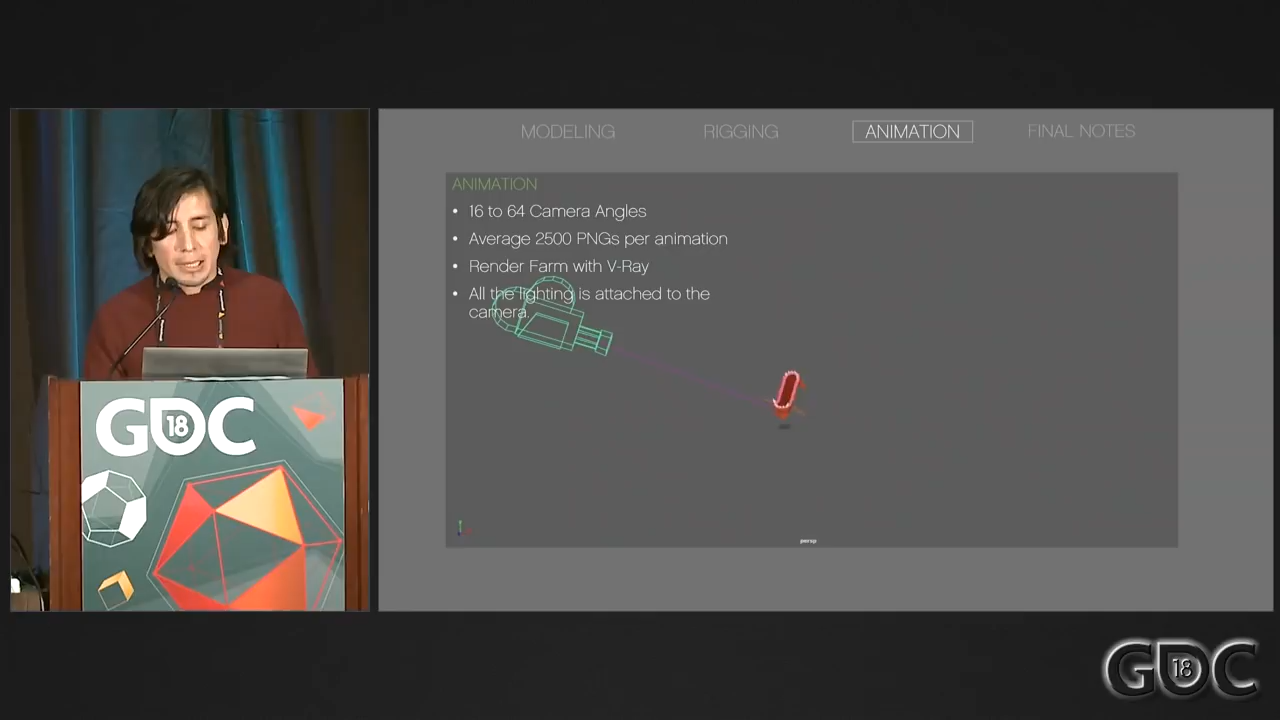 MODELING
RIGGING
ANIMATION
FINAL NOTES
ANIMATION
• 16 to 64 Camera Angles
• Average 2500 PNGs per animation
• Render Farm with V-Ray
• All the lighting is attached to the
camera.
persp
GDC 18
GDC 18